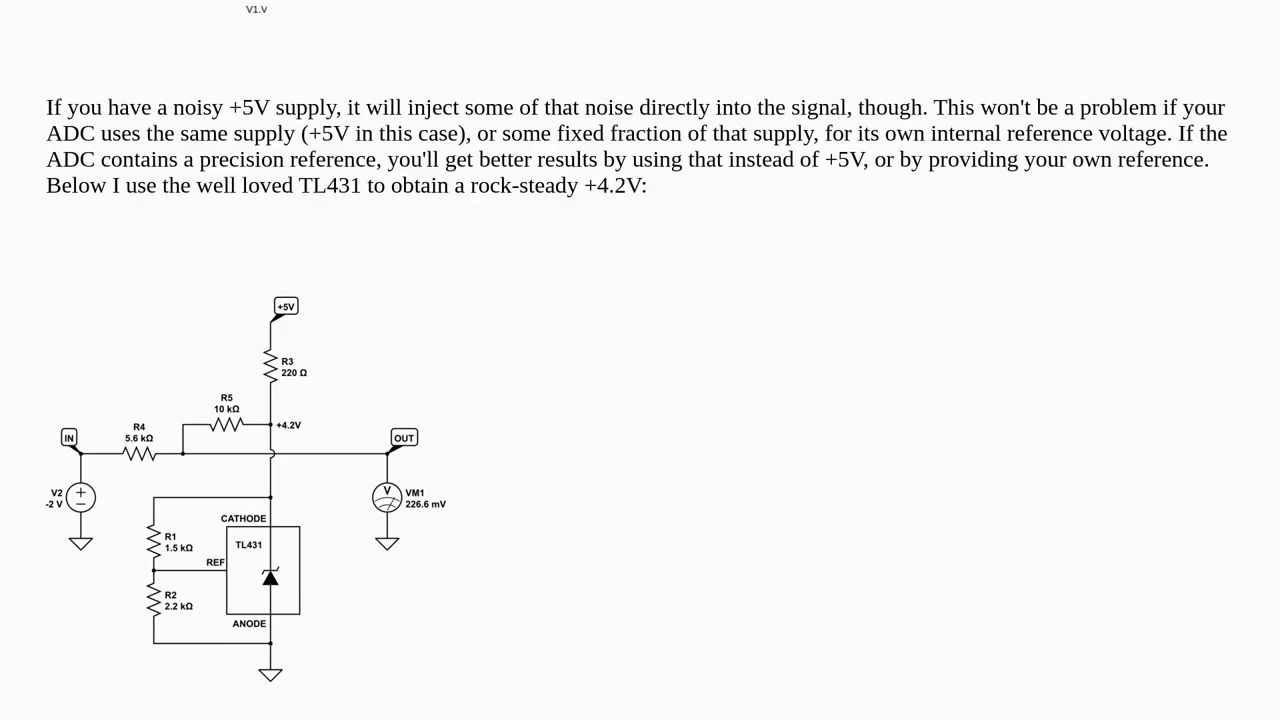 V1.V
If you have a noisy +5V supply, it will inject some of that noise directly into the signal, though. This won't be a problem if your
ADC uses the same supply (+5V in this case), or some fixed fraction of that supply, for its own internal reference voltage. If the
ADC contains a precision reference, you'll get better results by using that instead of +5V, or by providing your own reference.
Below I use the well loved TL431 to obtain a rock-steady +4.2V:
+5V
R3
220 Ω
R5
10 kΩ
+4.2V
R4
5.6 kΩ
IN
OUT
V2
-2 V
V
VM1
226.6 mV
CATHODE
TL431
R1
1.5 kΩ
REF
R2
2.2 kΩ
ANODE